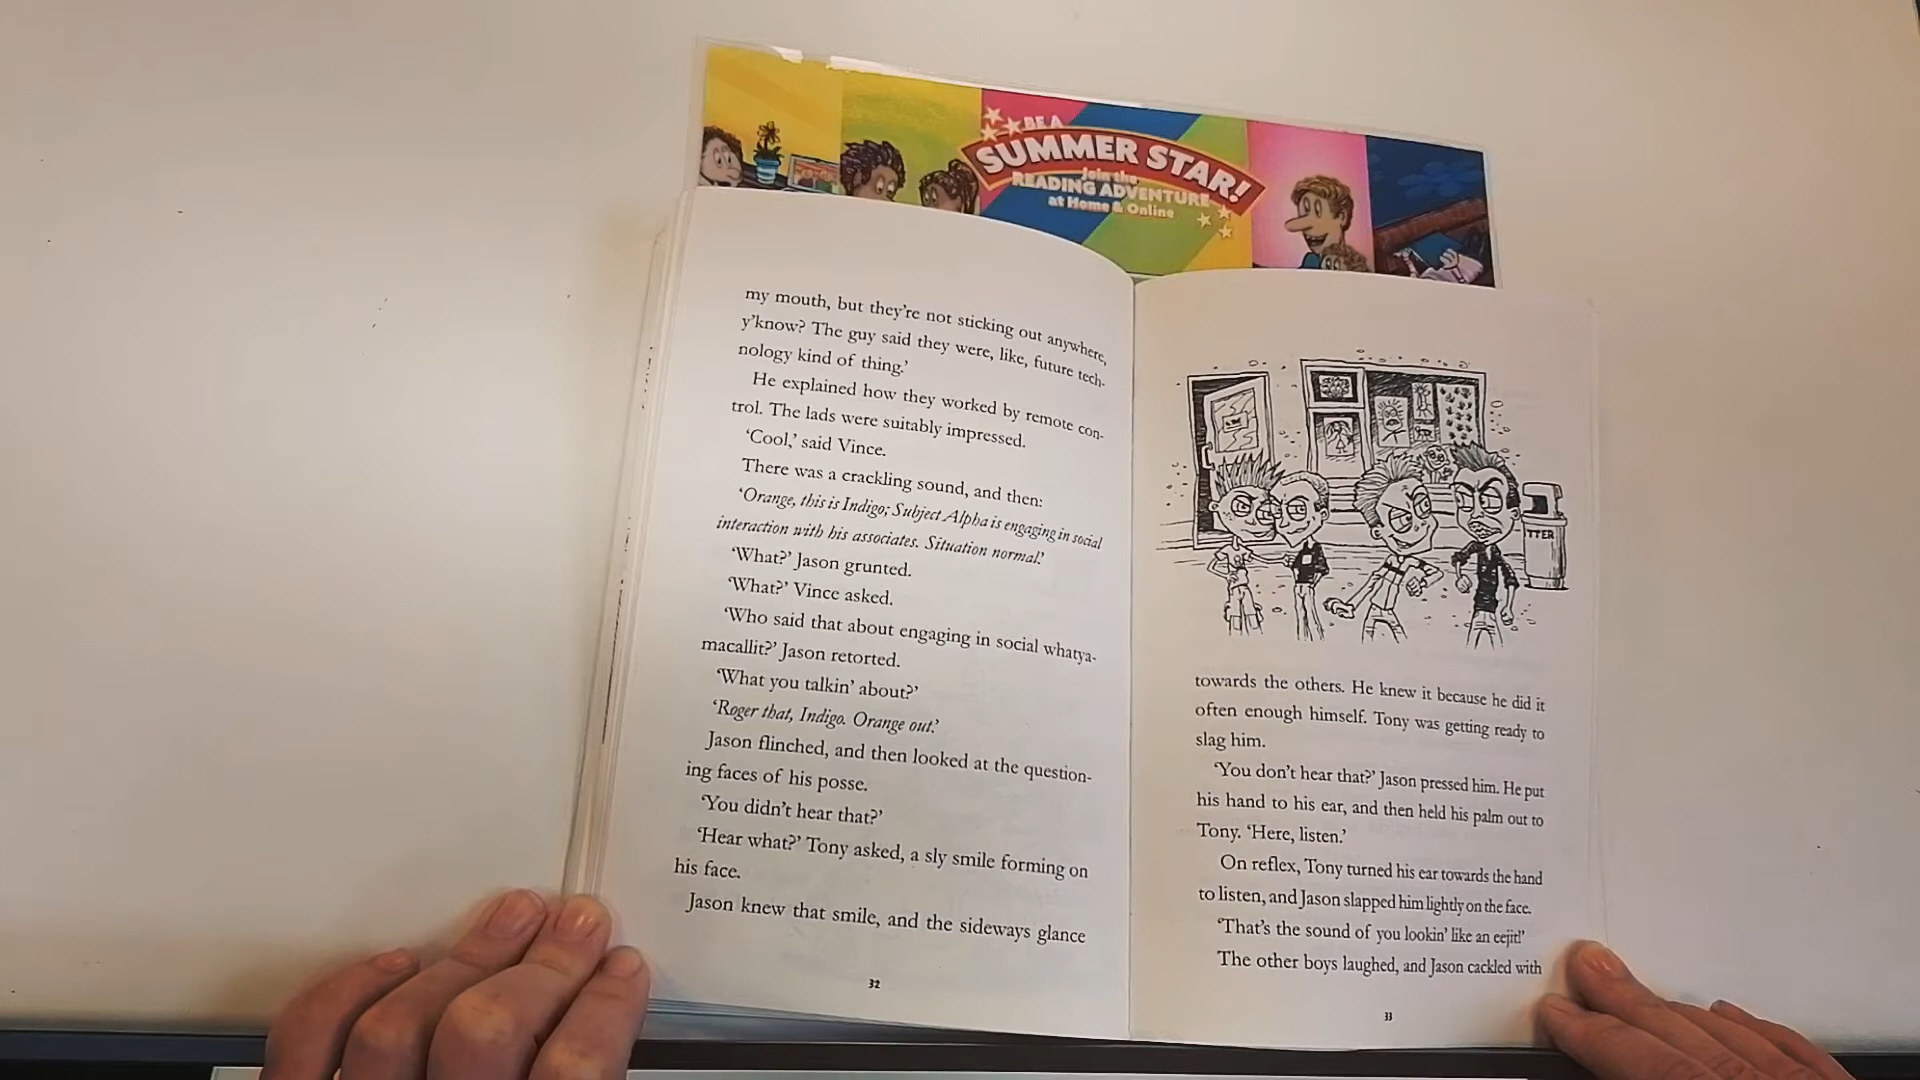 BE A
SUMMER STAR!
Join the
READING ADVENTURE
at Home & Online
my mouth, but they're not sticking out anywhere,
y'know? The guy said they were, like, future tech-
nology kind of thing.'
He explained how they worked by remote con-
trol. The lads were suitably impressed.
'Cool,' said Vince.
There was a crackling sound, and then:
'Orange, this is Indigo; Subject Alpha is engaging in social
interaction with his associates. Situation normal.'
'What?' Jason grunted.
'What?' Vince asked.
'Who said that about engaging in social whatya-
macallit?' Jason retorted.
'What you talkin' about?'
'Roger that, Indigo. Orange out.'
Jason flinched, and then looked at the question-
ing faces of his posse.
'You didn't hear that?'
'Hear what?' Tony asked, a sly smile forming on
his face.
Jason knew that smile, and the sideways glance
32
TTER
towards the others. He knew it because he did it
often enough himself. Tony was getting ready to
slag him.
'You don't hear that?' Jason pressed him. He put
his hand to his ear, and then held his palm out to
Tony. 'Here, listen.'
On reflex, Tony turned his ear towards the hand
to listen, and Jason slapped him lightly on the face.
'That's the sound of you lookin' like an eejit!'
The other boys laughed, and Jason cackled with
33